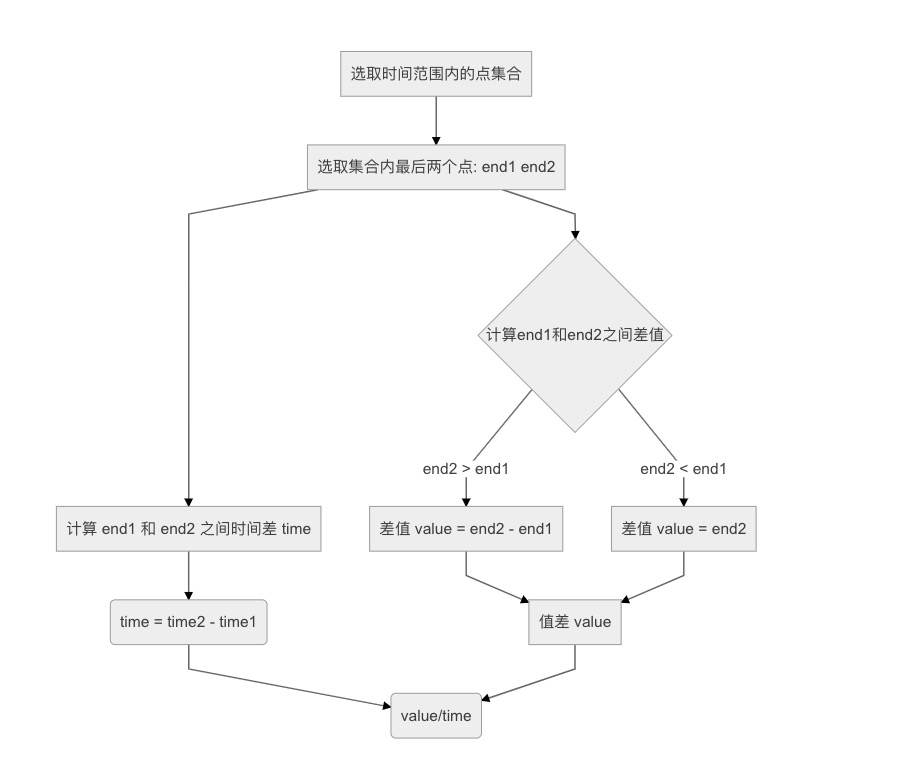 选取时间范围内的点集合
选取集合内最后两个点: end1 end2
计算end1和end2之间差值
end2 > end1
end2 < end1
计算 end1 和 end2 之间时间差 time
差值 value = end2 - end1
差值 value = end2
time = time2 - time1
值差 value
value/time